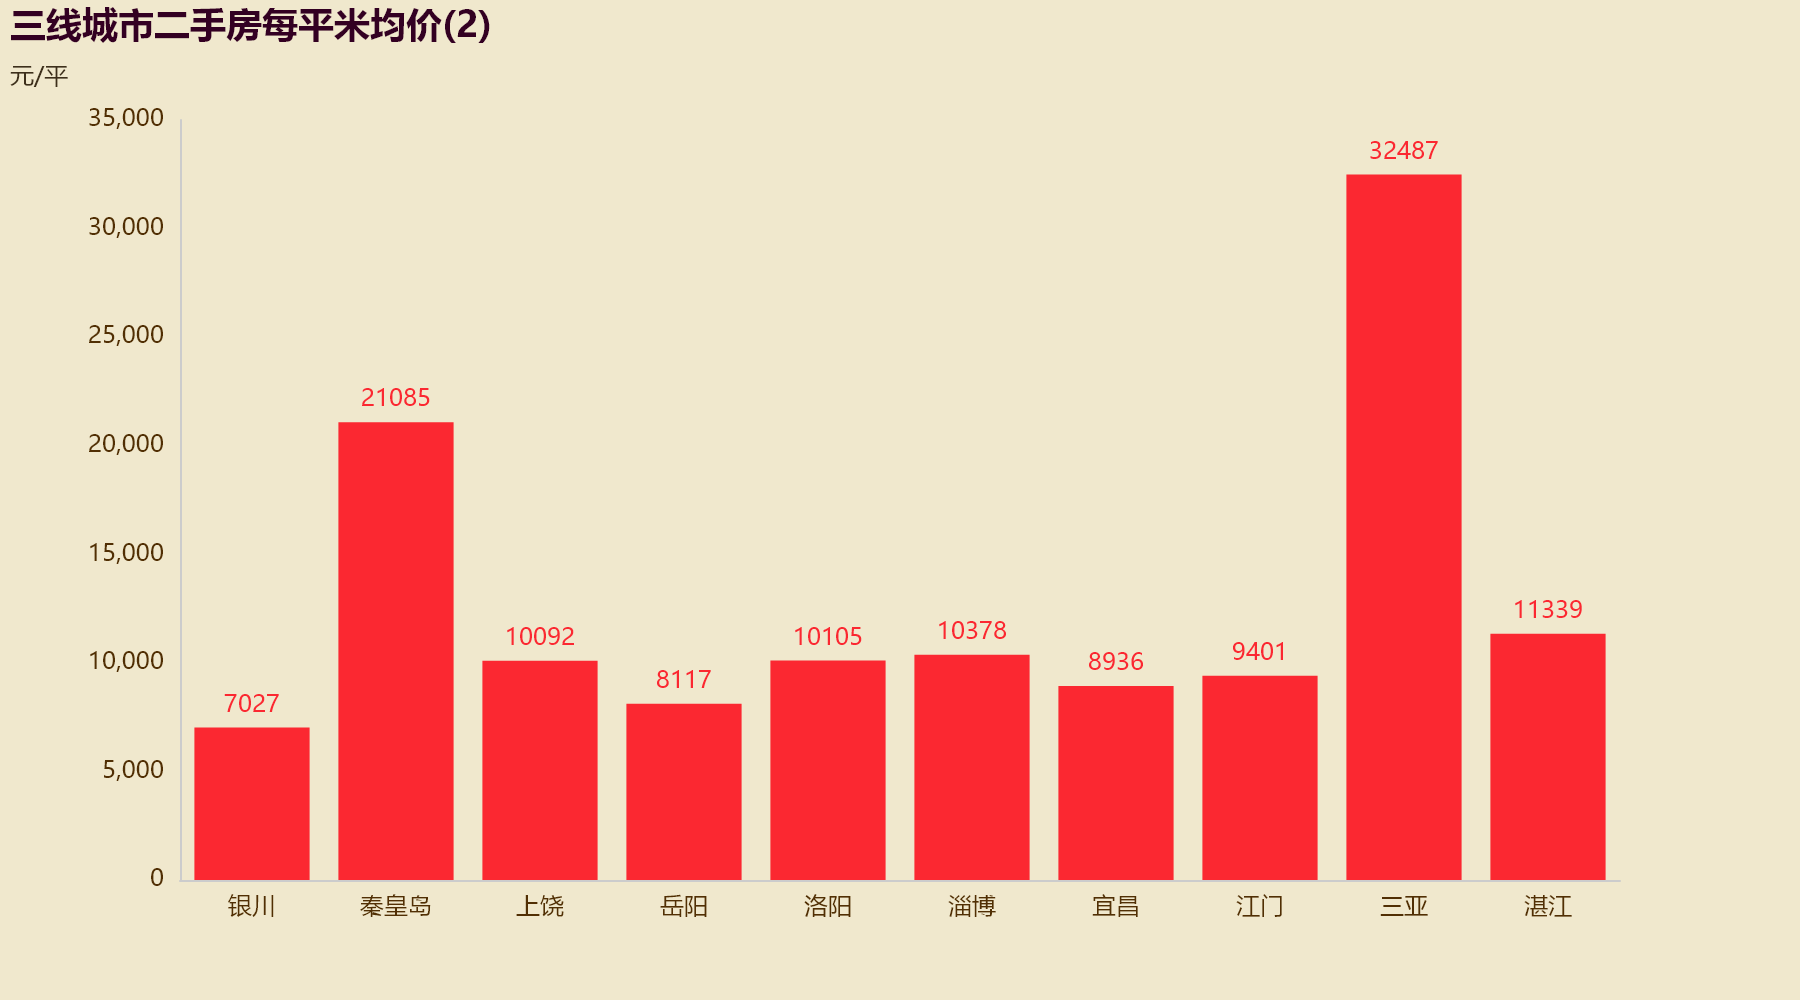 三线城市二手房每平米均价(2)
元/平
35,000
30,000
25,000
20,000
15,000
10,000
5,000
0
7027
21085
10092
8117
10105
10378
8936
9401
32487
11339
银川
秦皇岛
上饶
岳阳
洛阳
淄博
宜昌
江门
三亚
湛江